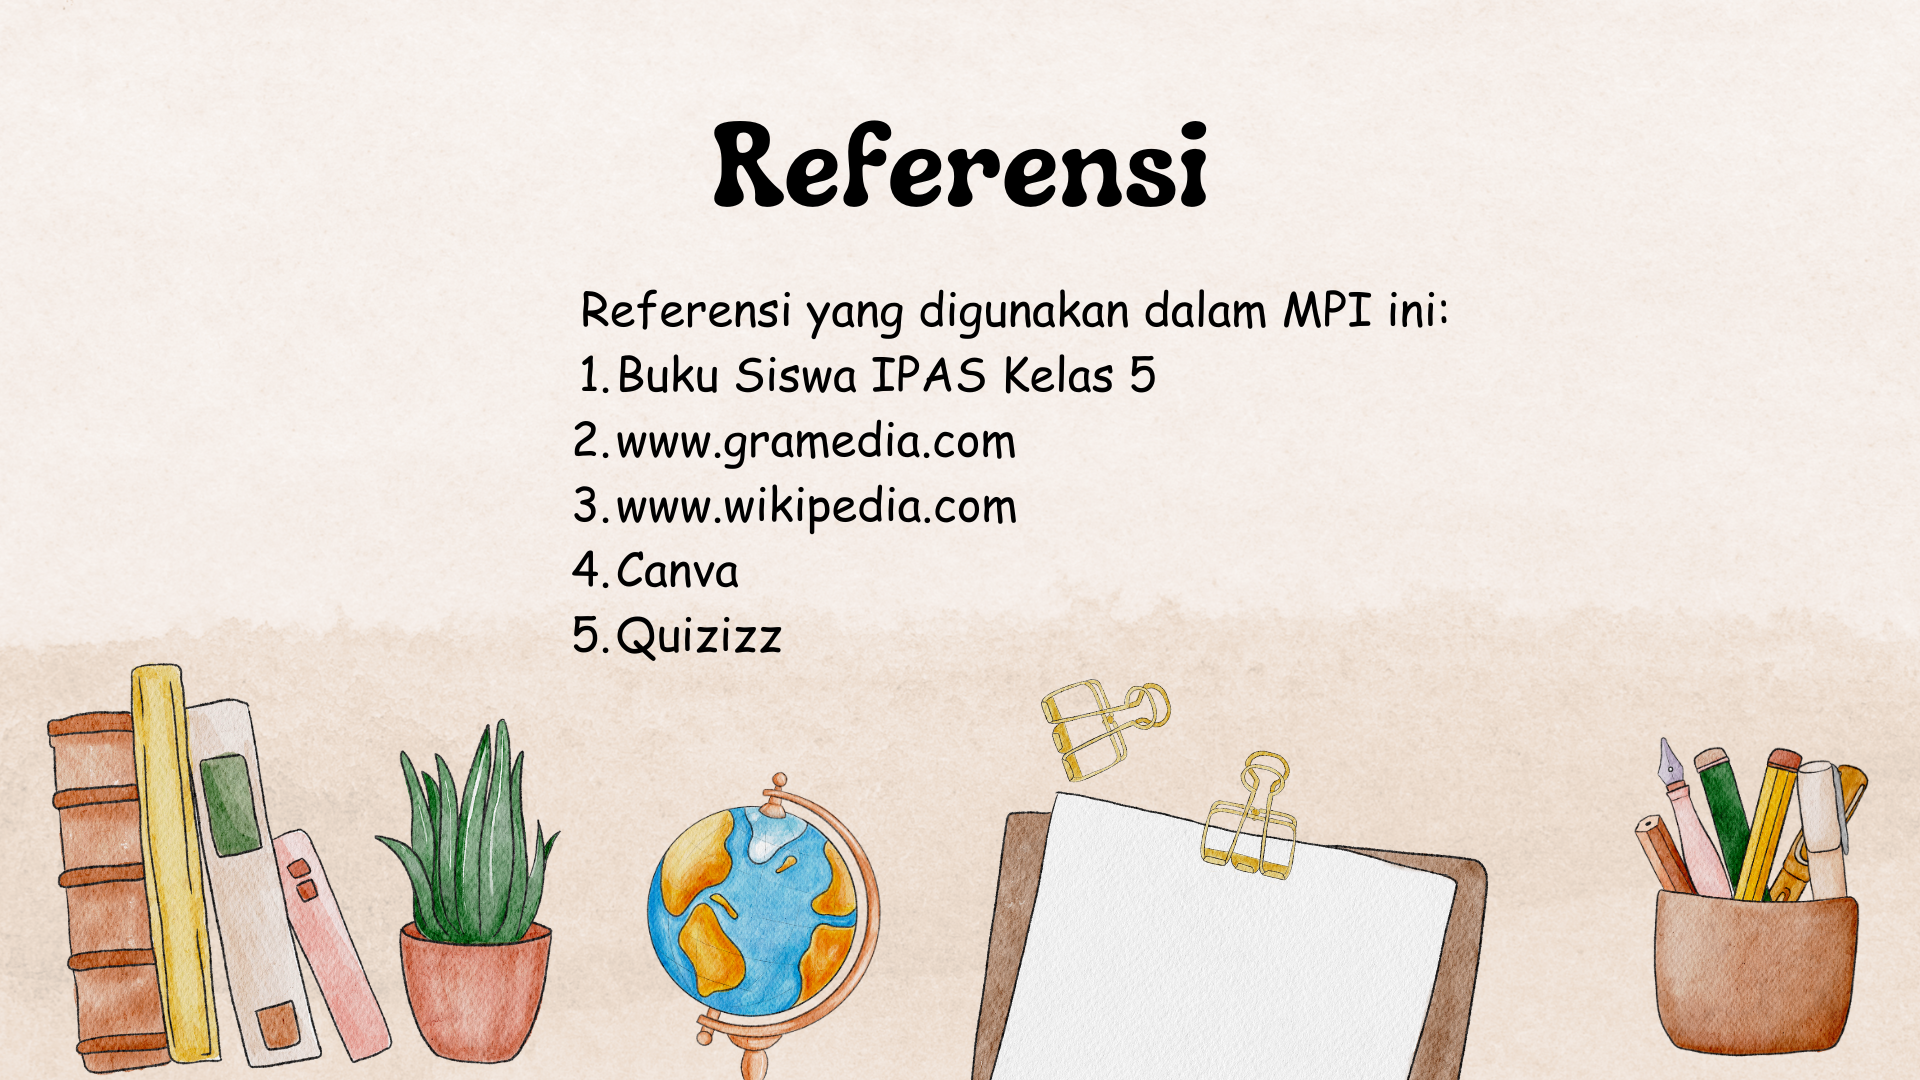 Referensi
Referensi yang digunakan dalam MPI ini:
1. Buku Siswa IPAS Kelas 5
2. www.gramedia.com
3. www.wikipedia.com
4. Canva
5. Quizizz